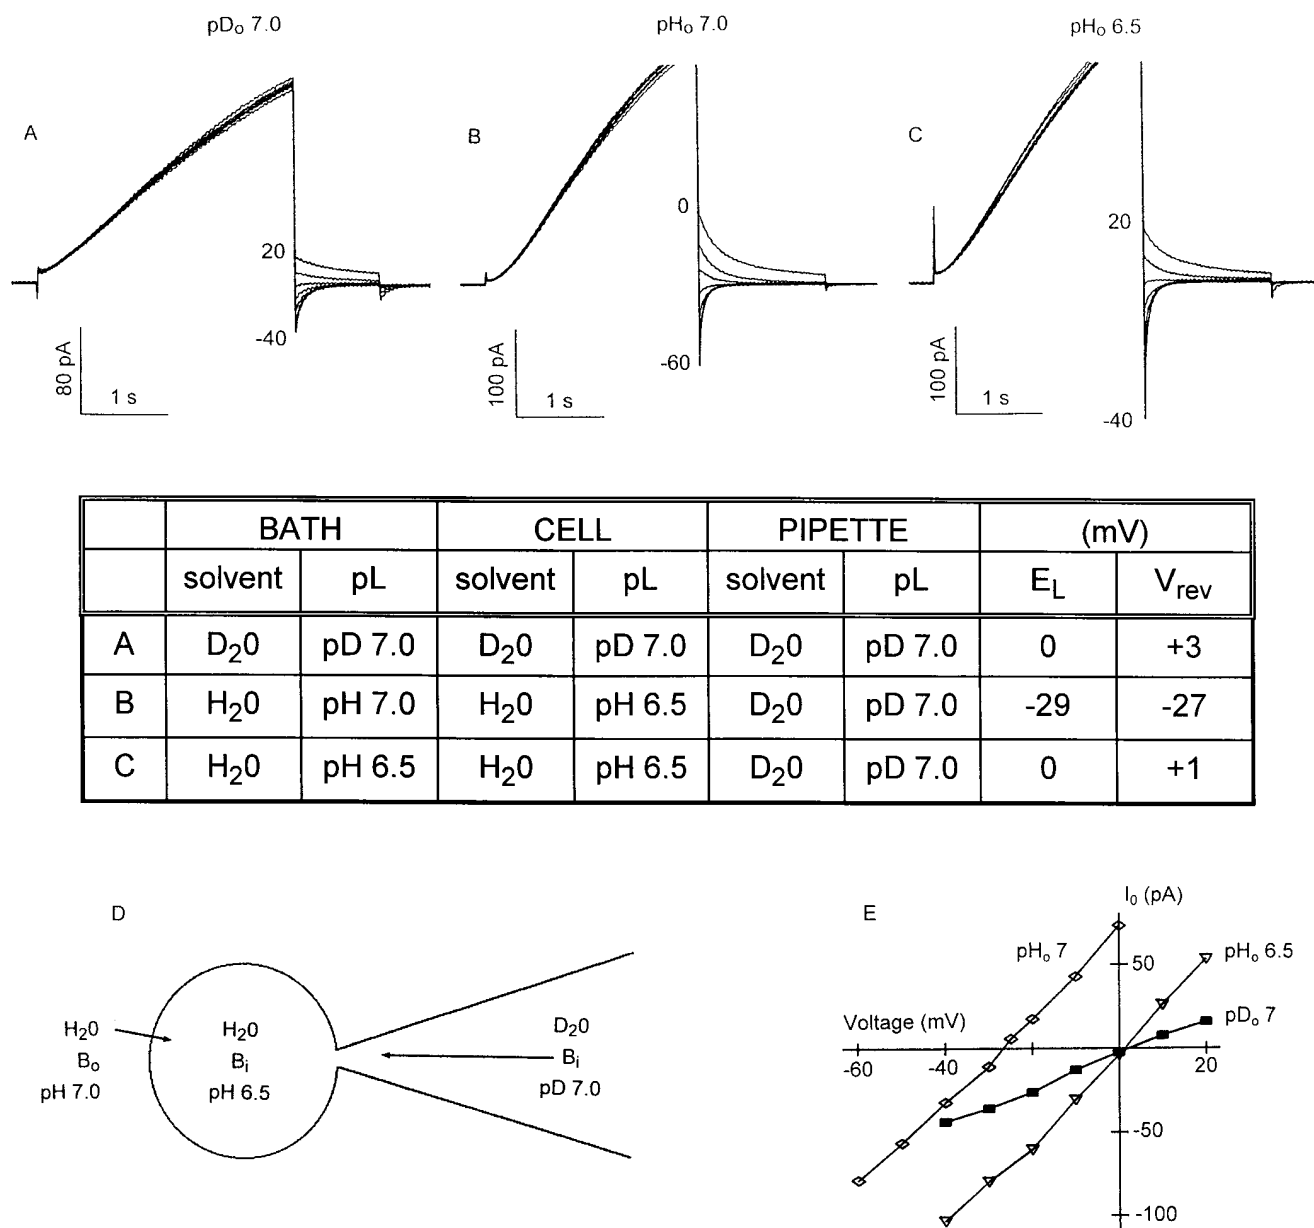 pDo 7.0
pHo 7.0
pHo 6.5
A
B
C
0
20
20
-40
-60
-40
80 pA
1 s
100 pA
1 s
100 pA
1 s
BATH CELL PIPETTE (mV)
solvent pL solvent pL solvent pL EL Vrev
A D20 pD 7.0 D20 pD 7.0 D20 pD 7.0 0 +3
B H20 pH 7.0 H20 pH 6.5 D20 pD 7.0 -29 -27
C H20 pH 6.5 H20 pH 6.5 D20 pD 7.0 0 +1
D
H20
Bo
pH 7.0
H20
Bi
pH 6.5
D20
Bi
pD 7.0
E
I0 (pA)
pHo 7
50
pHo 6.5
pDo 7
Voltage (mV)
-60
-40
20
-50
-100